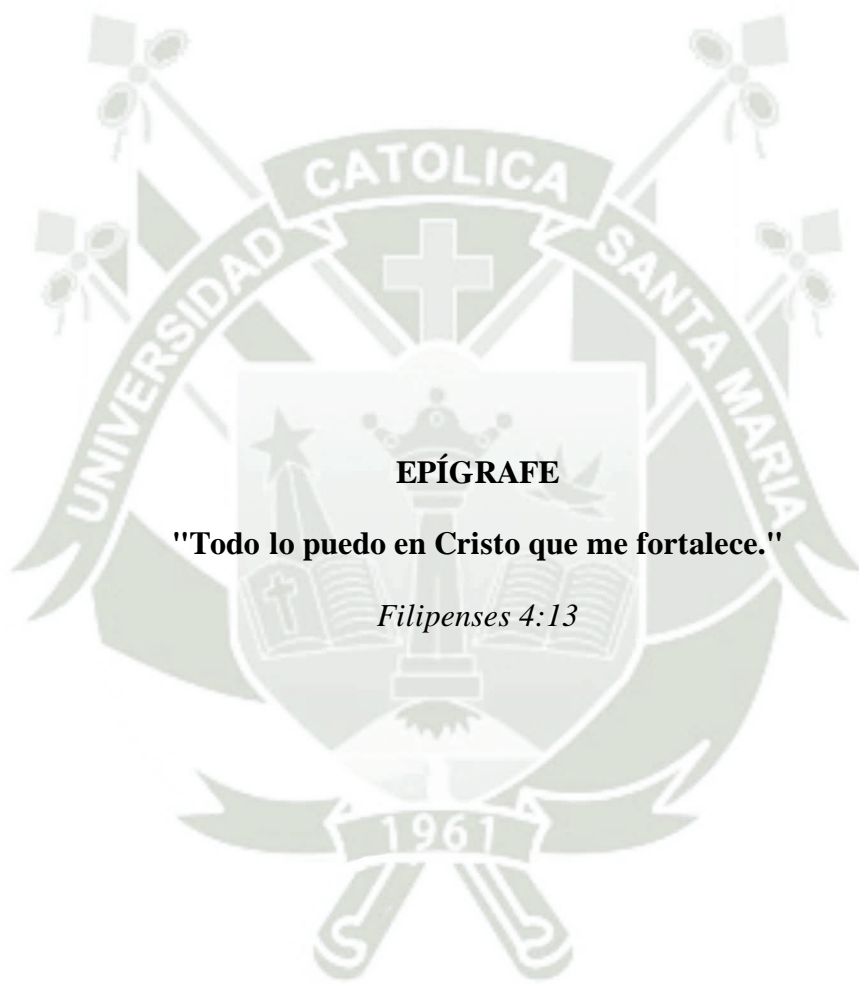 UNIVERSIDAD CATOLICA SANTA MARIA
EPÍGRAFE
"Todo lo puedo en Cristo que me fortalece."
Filipenses 4:13
1961